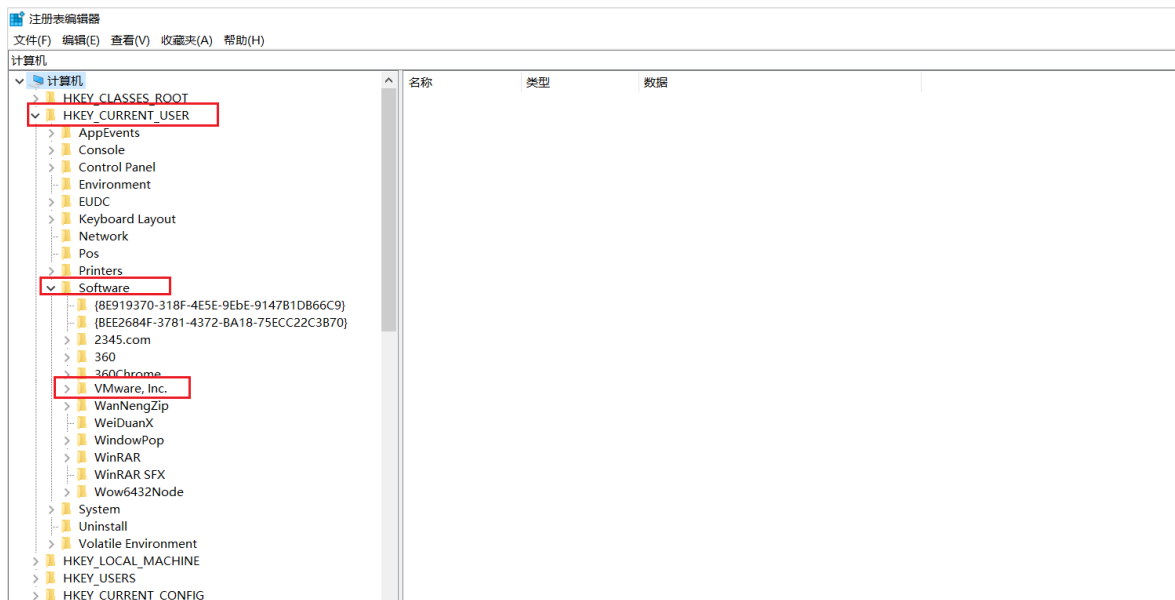 注册表编辑器
文件(F) 编辑(E) 查看(V) 收藏夹(A) 帮助(H)
计算机
计算机
名称 类型 数据
HKEY_CLASSES_ROOT
HKEY_CURRENT_USER
AppEvents
Console
Control Panel
Environment
EUDC
Keyboard Layout
Network
Pos
Printers
Software
{8E919370-318F-4E5E-9EbE-9147B1DB66C9}
{BEE2684F-3781-4372-BA18-75ECC22C3B70}
2345.com
360
360Chrome
VMware, Inc.
WanNengZip
WeiDuanX
WindowPop
WinRAR
WinRAR SFX
Wow6432Node
System
Uninstall
Volatile Environment
HKEY_LOCAL_MACHINE
HKEY_USERS
HKEY_CURRENT_CONFIG